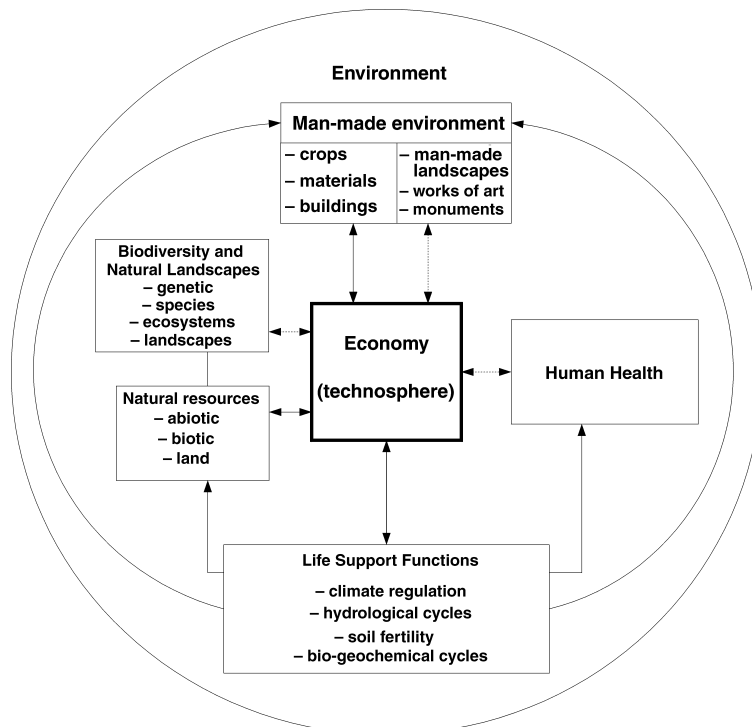 Environment
Man-made environment
– crops
– materials
– buildings
– man-made
landscapes
– works of art
– monuments
Biodiversity and
Natural Landscapes
– genetic
– species
– ecosystems
– landscapes
Economy
(technosphere)
Human Health
Natural resources
– abiotic
– biotic
– land
Life Support Functions
– climate regulation
– hydrological cycles
– soil fertility
– bio-geochemical cycles